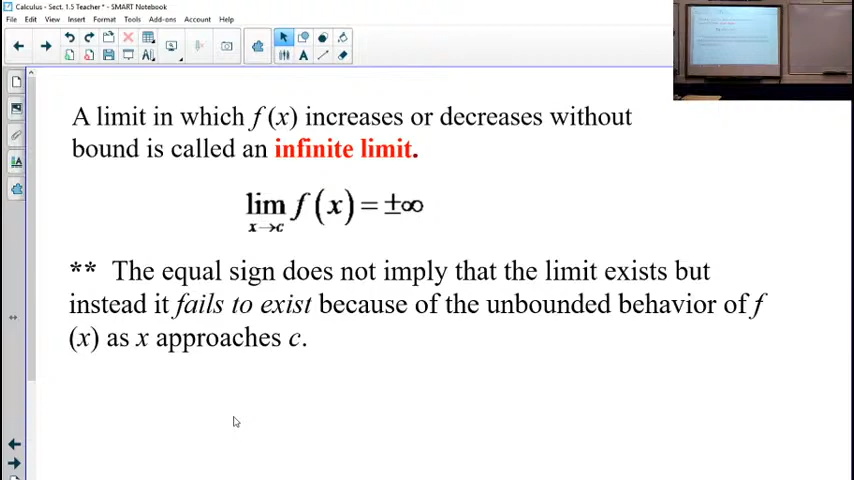 Calculus - Sect. 1.5 Teacher * - SMART Notebook
File Edit View Insert Format Tools Add-ons Account Help
A limit in which f (x) increases or decreases without
bound is called an infinite limit.
lim f(x) = ±∞
x→c
** The equal sign does not imply that the limit exists but
instead it fails to exist because of the unbounded behavior of f
(x) as x approaches c.